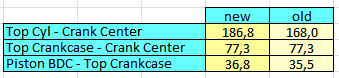 new old
Top Cyl - Crank Center 186,8 168,0
Top Crankcase - Crank Center 77,3 77,3
Piston BDC - Top Crankcase 36,8 35,5